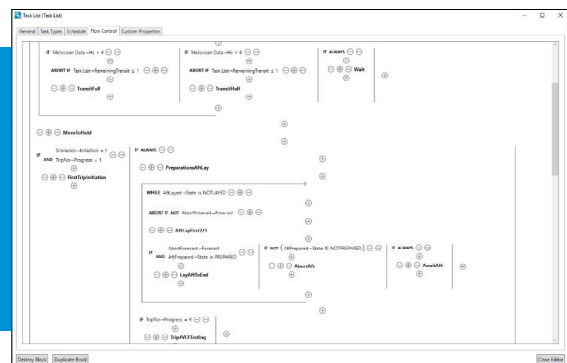 Task List (Task List)
General Task Types Schedule Flow Control Custom Properties
IF Metocean Data→Hs < 4
IF Metocean Data→Hs < 6
IF ALWAYS
ABORT IF Task List→RemainingTransit ≤ 1
ABORT IF Task List→RemainingTransit ≤ 1
Wait
TransitFull
TransitHalf
MoveToField
IF Scenarios→Initiation = 1
AND TripNo→Progress = 1
IF ALWAYS
FirstTripInitiation
PreparationsAftLay
WHILE AftLayed→State is NOTLAYED
ABORT IF NOT AbortForecast→Forecast
AftLayFirst2/3
IF AbortForecast→Forecast
AND AftPrepared→State is PREPARED
IF NOT ( AftPrepared→State IS NOTPREPARED )
IF ALWAYS
LayAftToEnd
AbortAft
AwaitAft
IF TripNo→Progress = 4
Trip4VLFTesting
Destroy Block Duplicate Block Close Editor